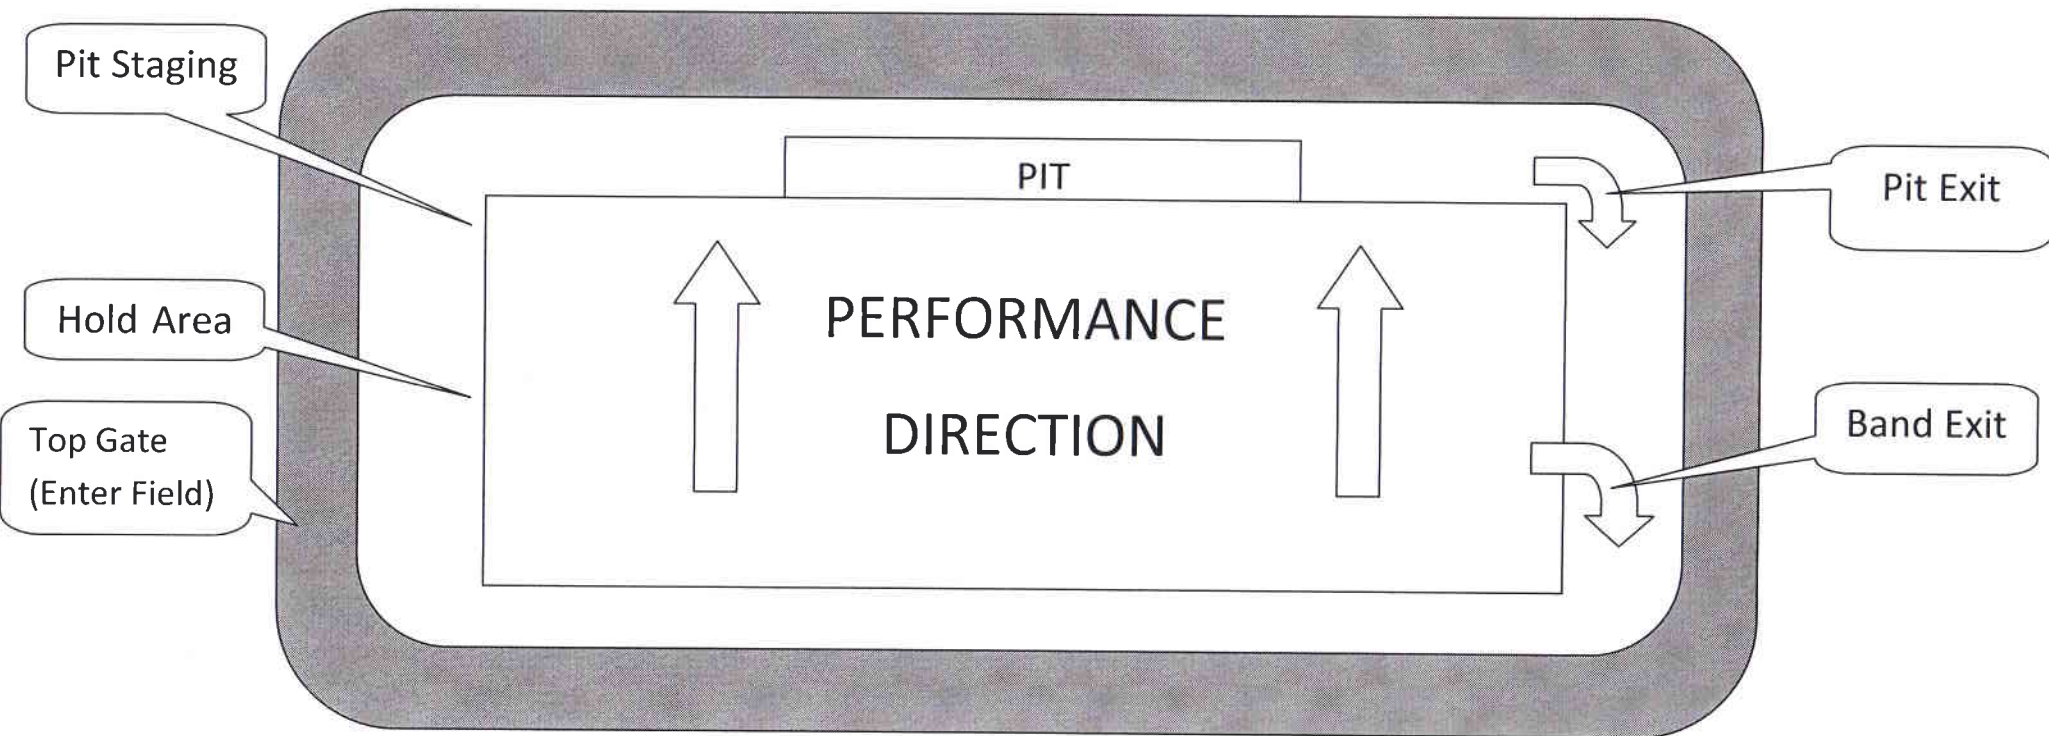 Pit Staging
PIT
Pit Exit
Hold Area
PERFORMANCE
DIRECTION
Top Gate
(Enter Field)
Band Exit